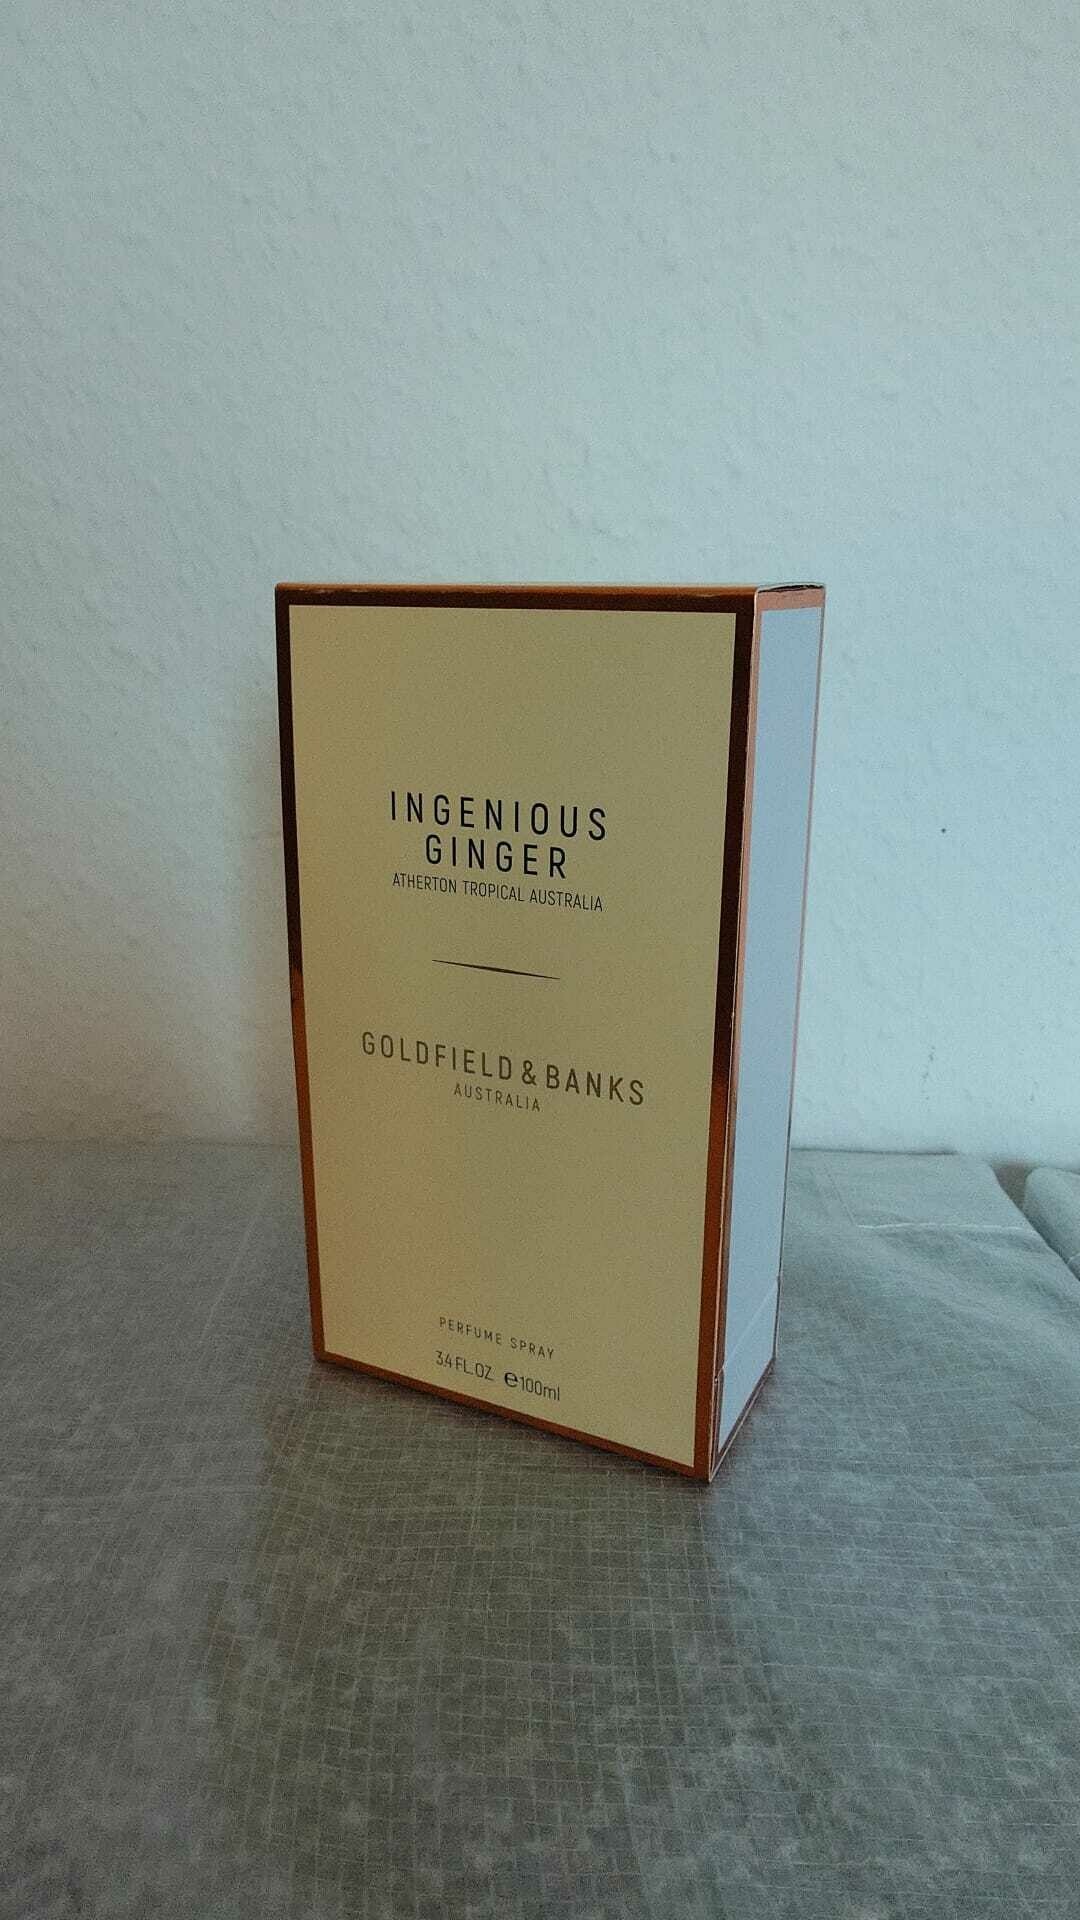 INGENIOUS
GINGER
ATHERTON TROPICAL AUSTRALIA
GOLDFIELD & BANKS
AUSTRALIA
PERFUME SPRAY
3.4 FL.OZ. ℮100ml